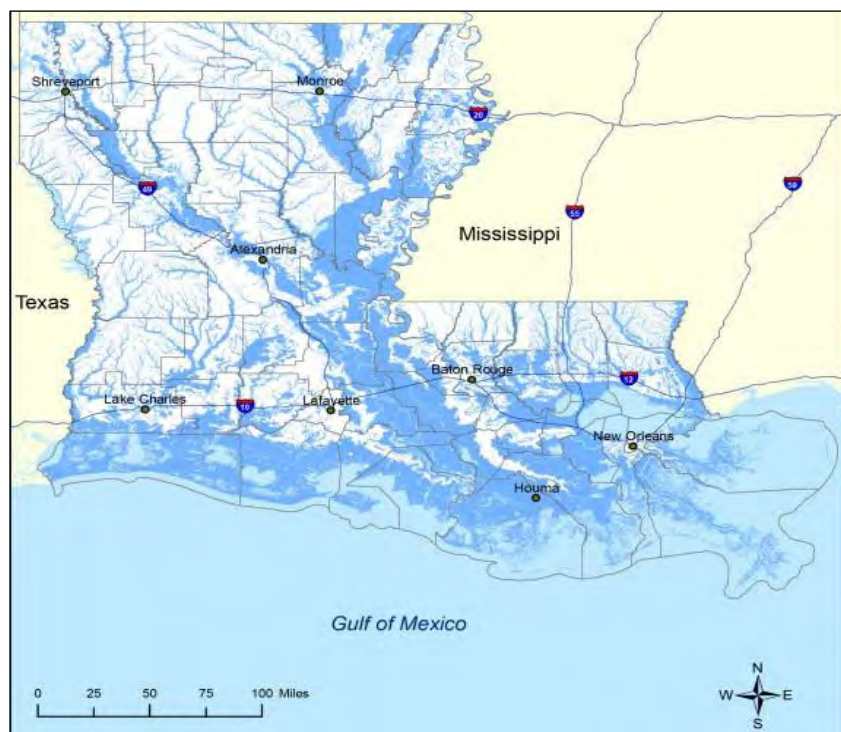 Shreveport
Monroe
20
49
55
59
Mississippi
Alexandria
Texas
Baton Rouge
12
Lake Charles
10
Lafayette
New Orleans
Houma
Gulf of Mexico
0 25 50 75 100 Miles
N
W E
S